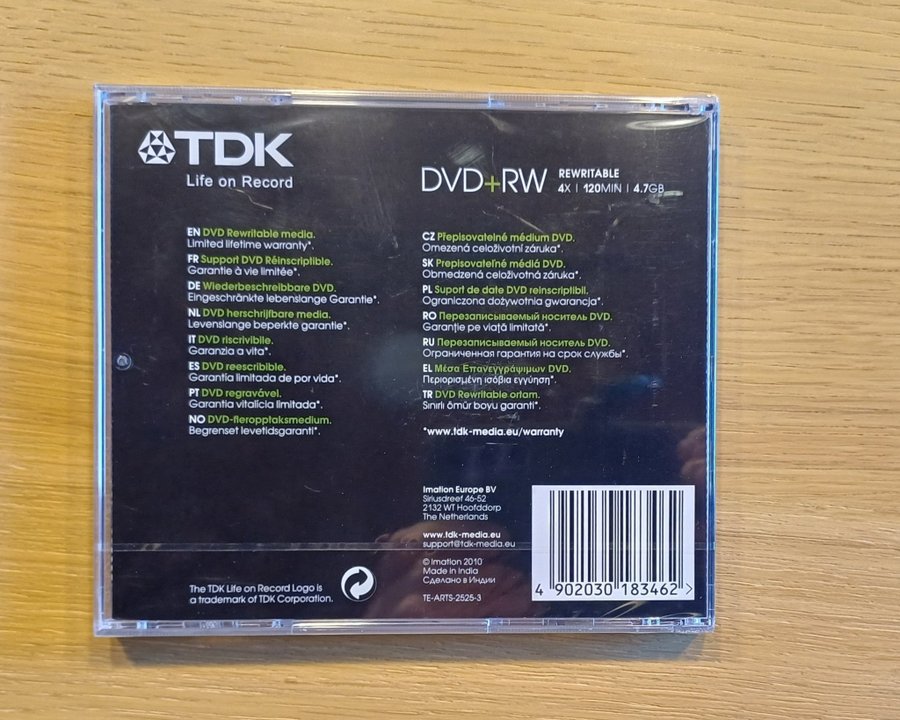 TDK
Life on Record
DVD+RW REWRITABLE
4X | 120MIN | 4.7GB
EN DVD Rewritable media.
Limited lifetime warranty*.
FR Support DVD Réinscriptible.
Garantie à vie limitée*.
DE Wiederbeschreibbare DVD.
Eingeschränkte lebenslange Garantie*.
NL DVD herschrijfbare media.
Levenslange beperkte garantie*.
IT DVD riscrivibile.
Garanzia a vita*.
ES DVD reescribible.
Garantía limitada de por vida*.
PT DVD regravável.
Garantia vitalícia limitada*.
NO DVD-fleropptaksmedium.
Begrenset levetidsgaranti*.
CZ Přepisovatelné médium DVD.
Omezená celoživotní záruka*.
SK Prepisovateľné médiá DVD.
Obmedzená celoživotná záruka*.
PL Suport de date DVD reinscriptibil.
Ograniczona dożywotnia gwarancja*.
RO Перезаписываемый носитель DVD.
Garanţie pe viaţă limitată*.
RU Перезаписываемый носитель DVD.
Ограниченная гарантия на срок службы*.
EL Μέσα Επανεγγράψιμων DVD.
Περιορισμένη ισόβια εγγύηση*.
TR DVD Rewritable ortam.
Sınırlı ömür boyu garanti*.
*www.tdk-media.eu/warranty
Imation Europe BV
Siriusdreef 46-52
2132 WT Hoofddorp
The Netherlands
www.tdk-media.eu
support@tdk-media.eu
© Imation 2010
Made in India
Сделано в Индии
TE-ARTS-2525-3
The TDK Life on Record Logo is
a trademark of TDK Corporation.
4 902030 183462 >